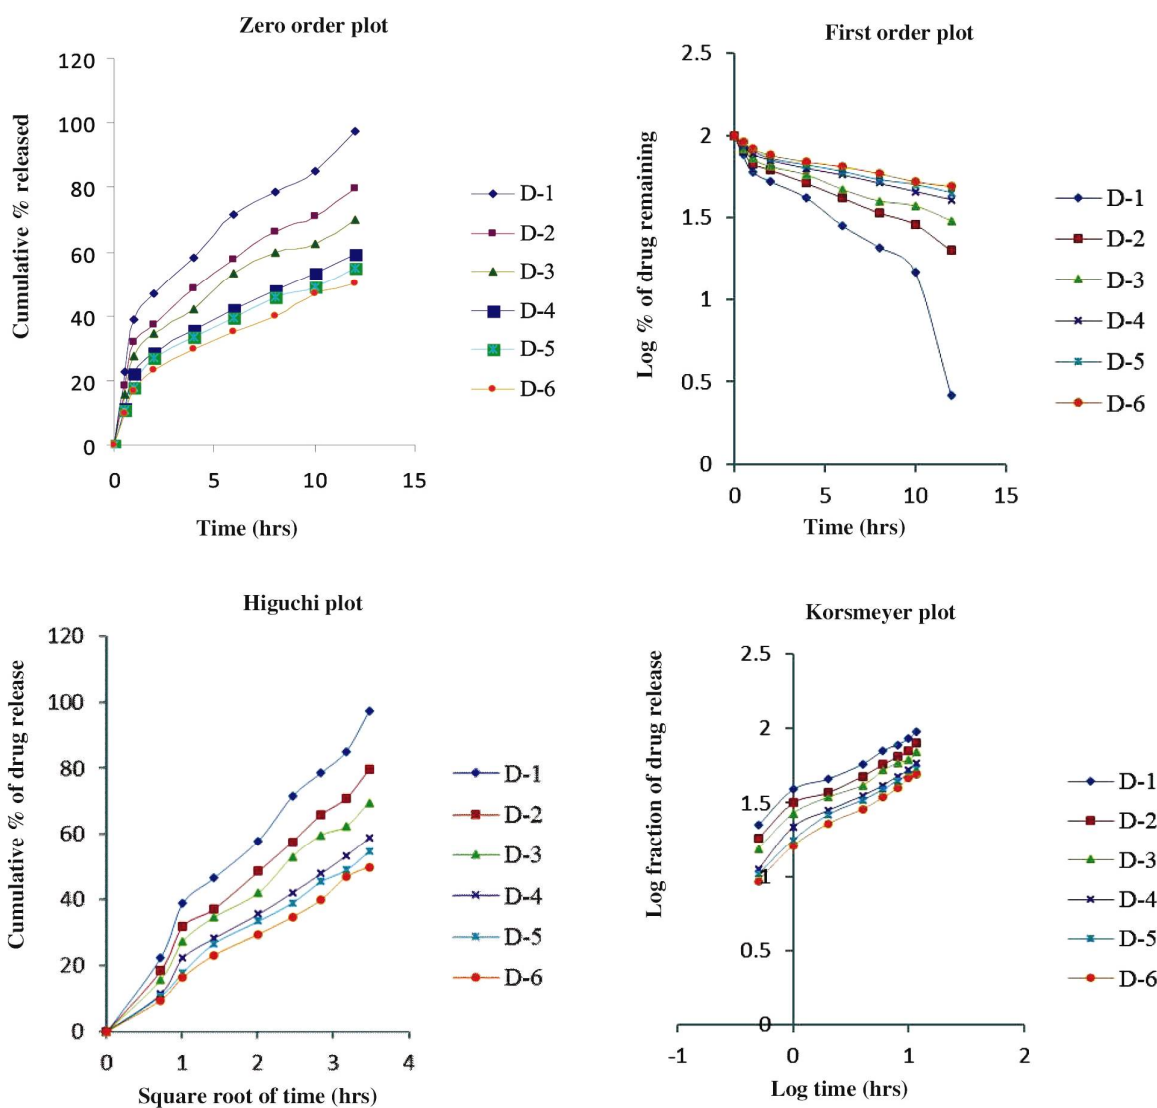 Zero order plot
Cumulative % released
120
100
80
60
40
20
0
0
5
10
15
Time (hrs)
D-1
D-2
D-3
D-4
D-5
D-6
First order plot
Log % of drug remaining
2.5
2
1.5
1
0.5
0
0
5
10
15
Time (hrs)
D-1
D-2
D-3
D-4
D-5
D-6
Higuchi plot
Cumulative % of drug release
120
100
80
60
40
20
0
0
1
2
3
4
Square root of time (hrs)
D-1
D-2
D-3
D-4
D-5
D-6
Korsmeyer plot
Log fraction of drug release
2.5
2
1.5
1
0.5
0
-1
0
1
2
Log time (hrs)
D-1
D-2
D-3
D-4
D-5
D-6